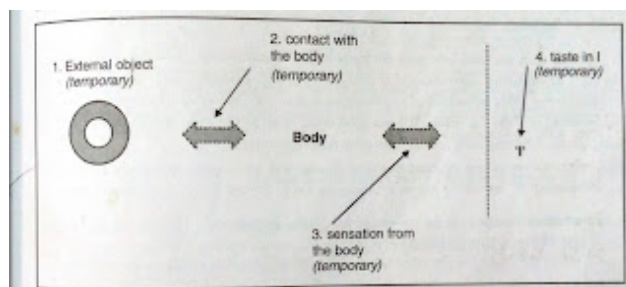 1. External object
(temporary)
2. contact with
the body
(temporary)
Body
3. sensation from
the body
(temporary)
4. taste in I
(temporary)
'I'